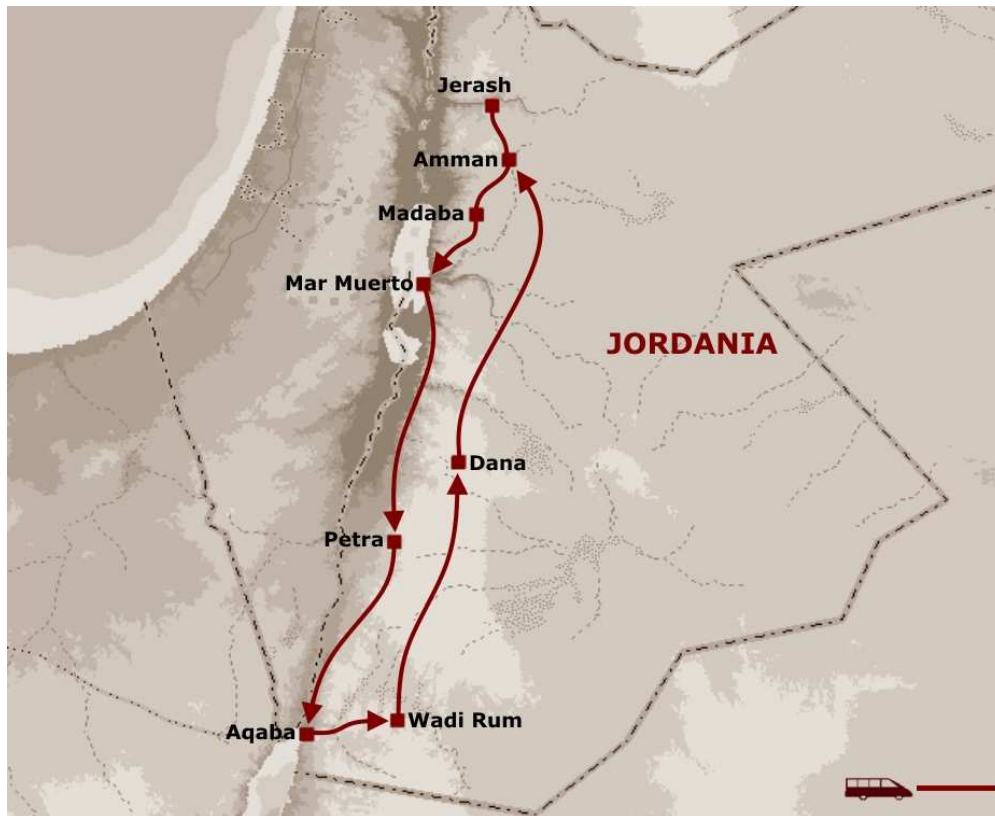 Jerash
Amman
Madaba
Mar Muerto
JORDANIA
Dana
Petra
Wadi Rum
Aqaba